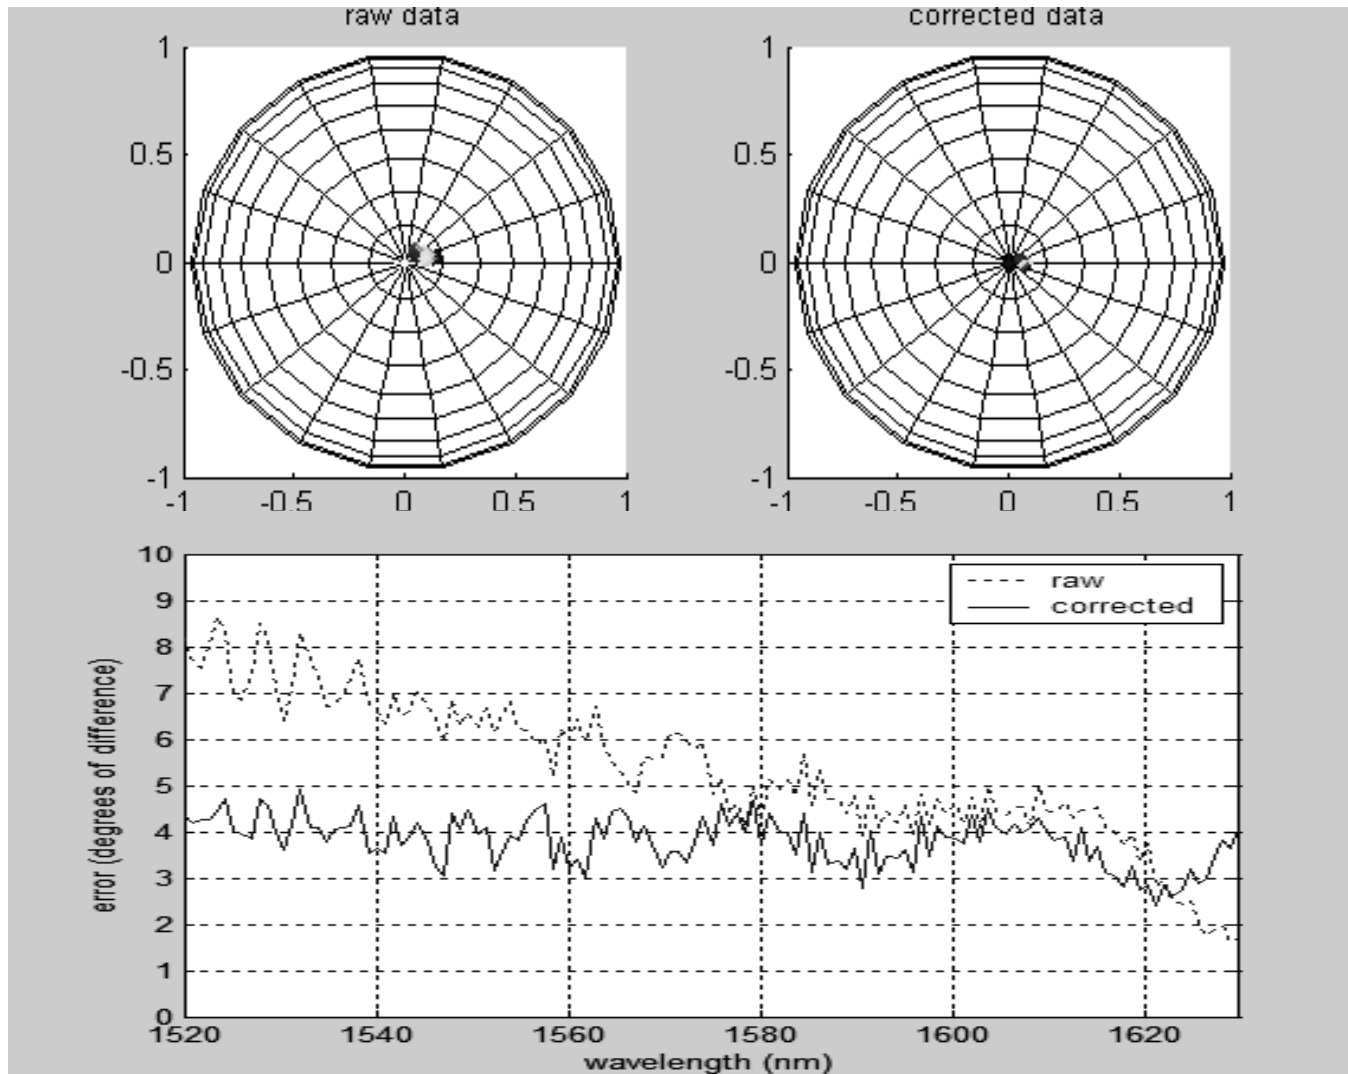 raw data
corrected data
1
0.5
0
-0.5
-1
-1 -0.5 0 0.5 1
1
0.5
0
-0.5
-1
-1 -0.5 0 0.5 1
10
9
8
7
6
5
4
3
2
1
0
error (degrees of difference)
raw
corrected
1520 1540 1560 1580 1600 1620
wavelength (nm)